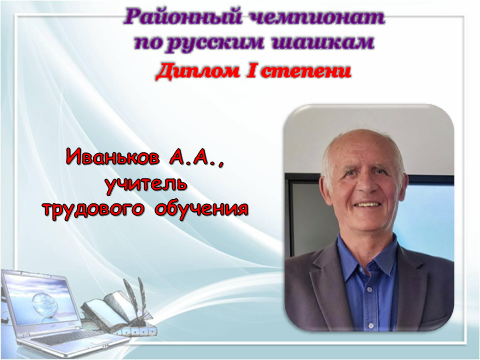 Районный чемпионат
по русским шашкам
Диплом I степени
Иваньков А.А.,
учитель
трудового обучения